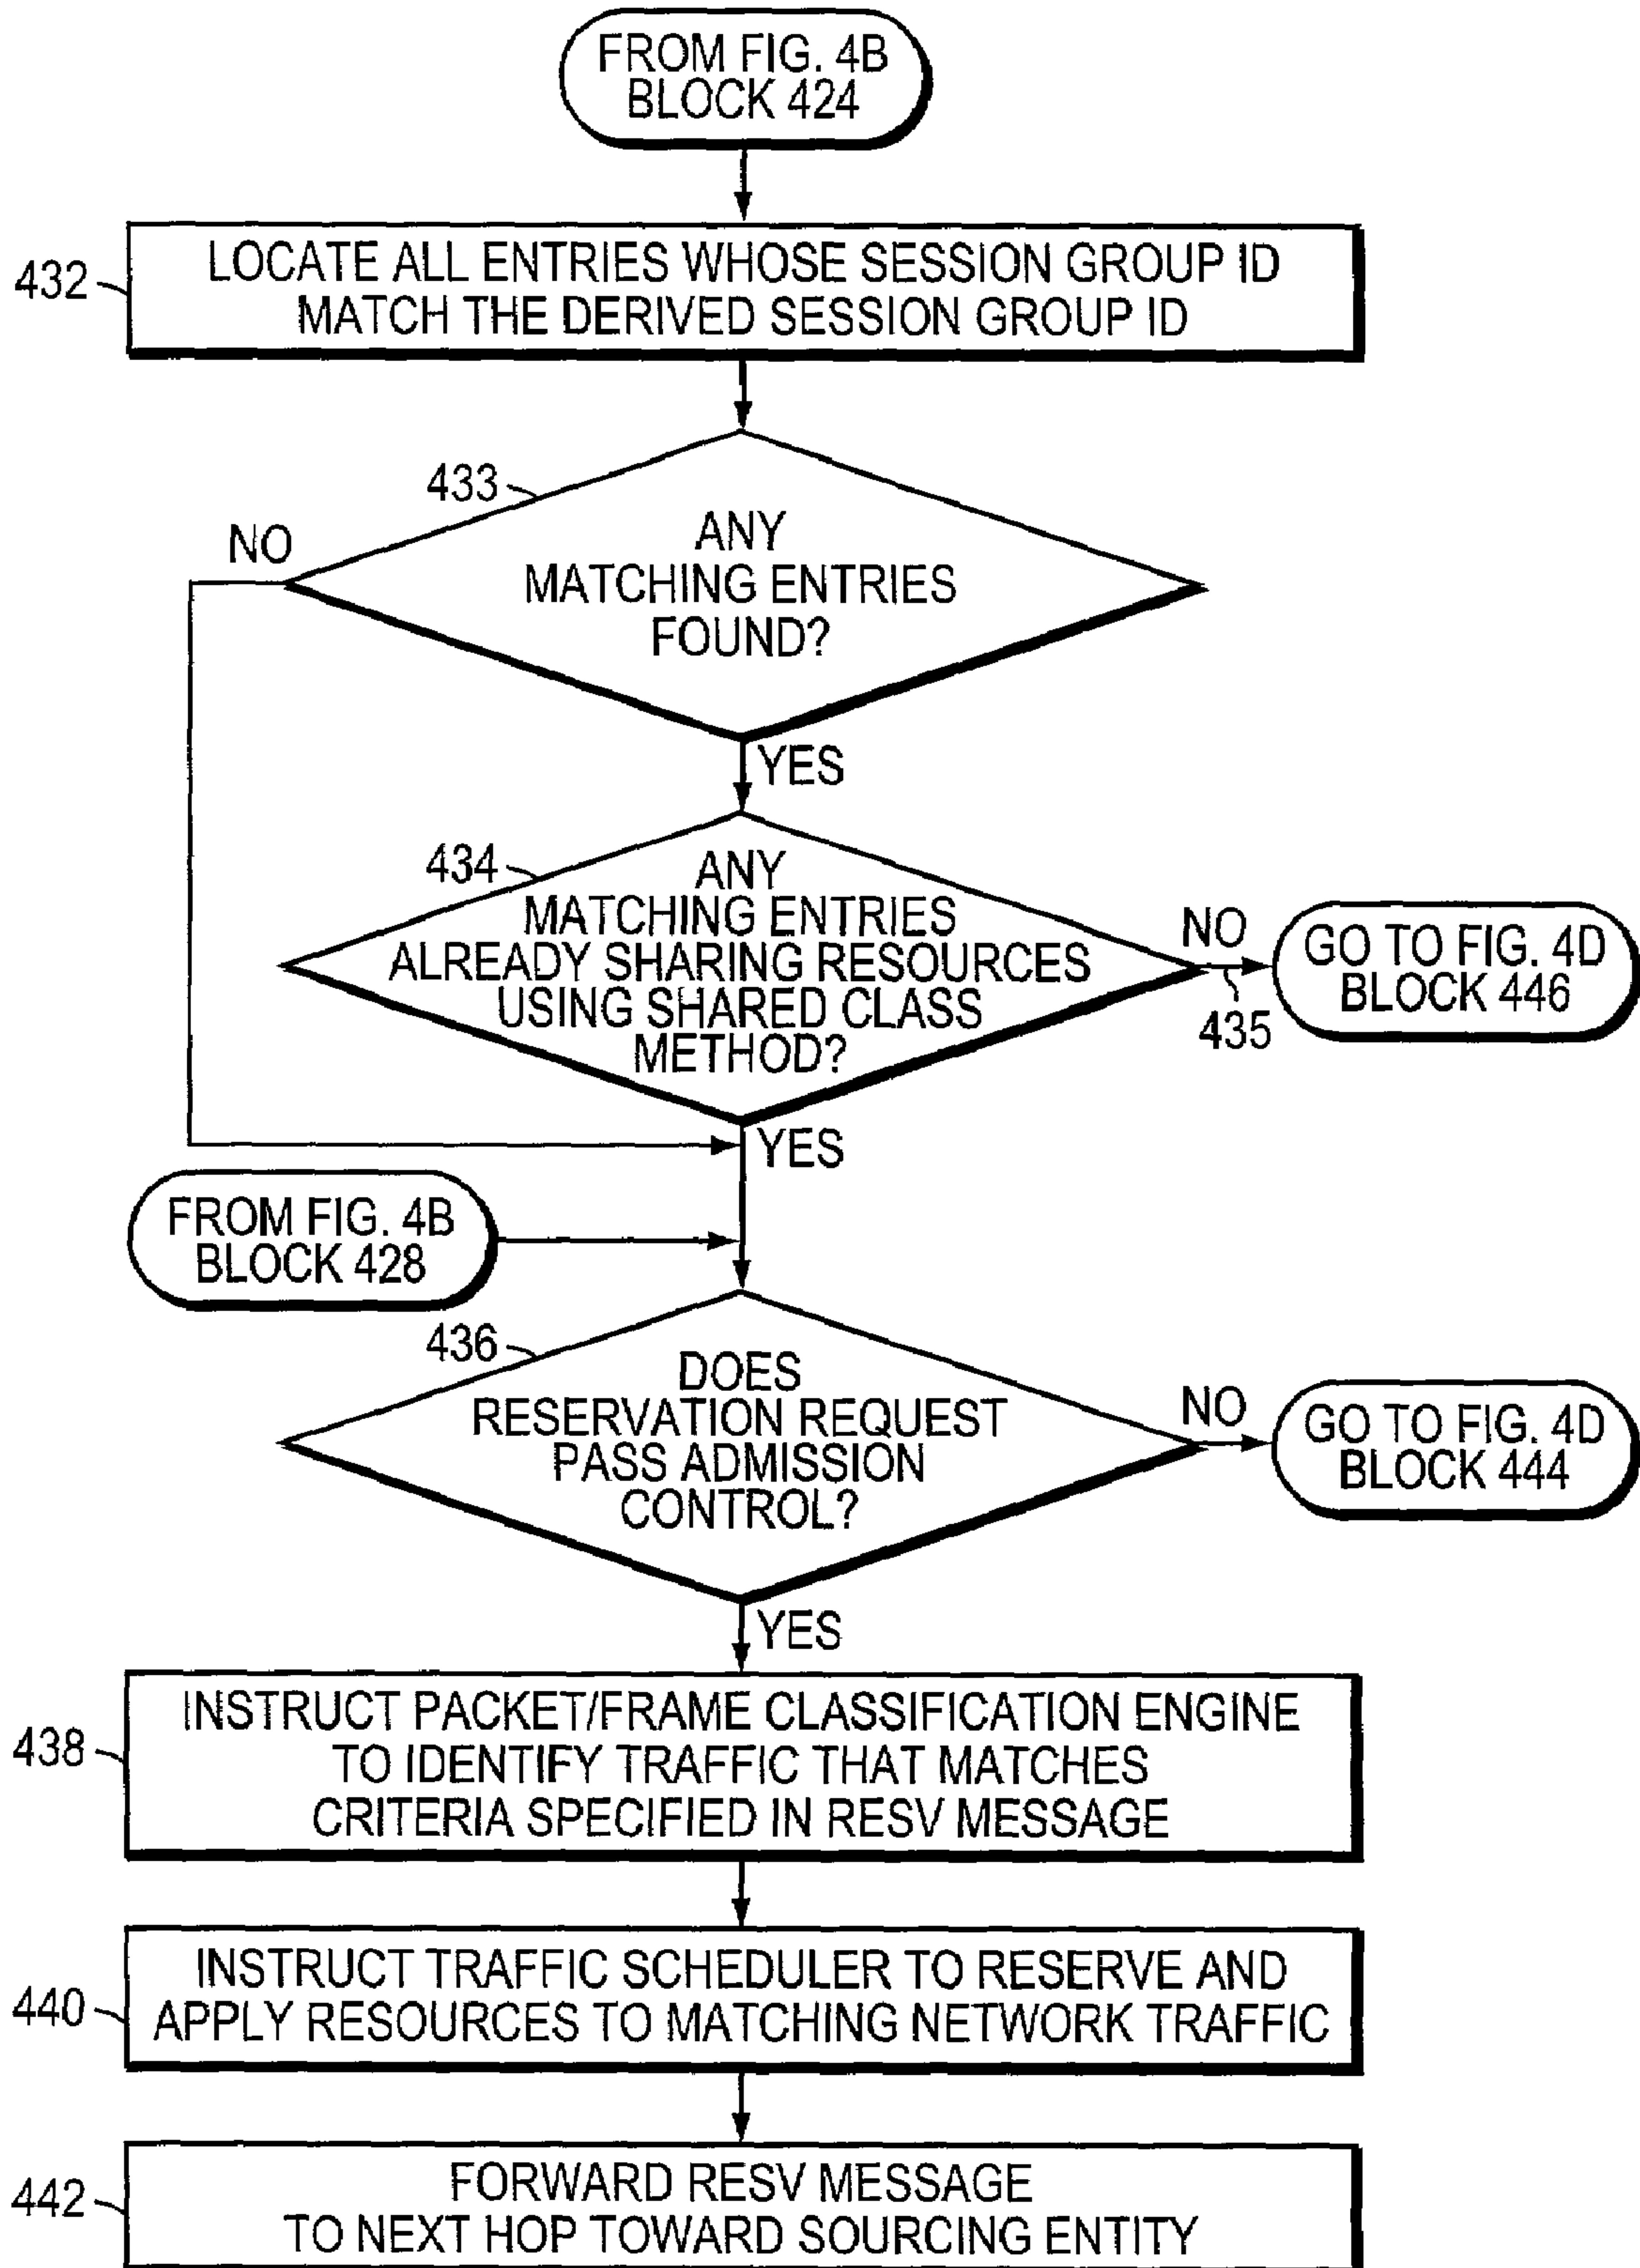 FROM FIG. 4B
BLOCK 424
432
LOCATE ALL ENTRIES WHOSE SESSION GROUP ID
MATCH THE DERIVED SESSION GROUP ID
433
NO
ANY
MATCHING ENTRIES
FOUND?
YES
434
ANY
MATCHING ENTRIES
ALREADY SHARING RESOURCES
USING SHARED CLASS
METHOD?
NO
435
GO TO FIG. 4D
BLOCK 446
YES
FROM FIG. 4B
BLOCK 428
436
DOES
RESERVATION REQUEST
PASS ADMISSION
CONTROL?
NO
GO TO FIG. 4D
BLOCK 444
YES
438
INSTRUCT PACKET/FRAME CLASSIFICATION ENGINE
TO IDENTIFY TRAFFIC THAT MATCHES
CRITERIA SPECIFIED IN RESV MESSAGE
440
INSTRUCT TRAFFIC SCHEDULER TO RESERVE AND
APPLY RESOURCES TO MATCHING NETWORK TRAFFIC
442
FORWARD RESV MESSAGE
TO NEXT HOP TOWARD SOURCING ENTITY